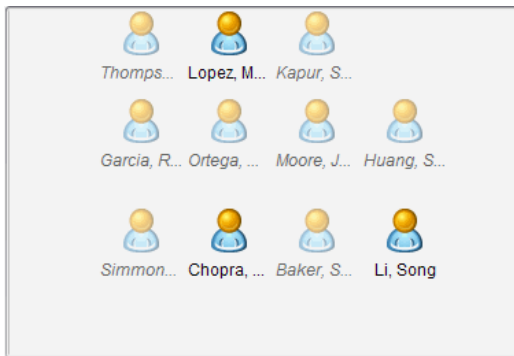 Thomps... Lopez, M... Kapur, S...
Garcia, R... Ortega, ... Moore, J... Huang, S...
Simmon... Chopra, ... Baker, S... Li, Song